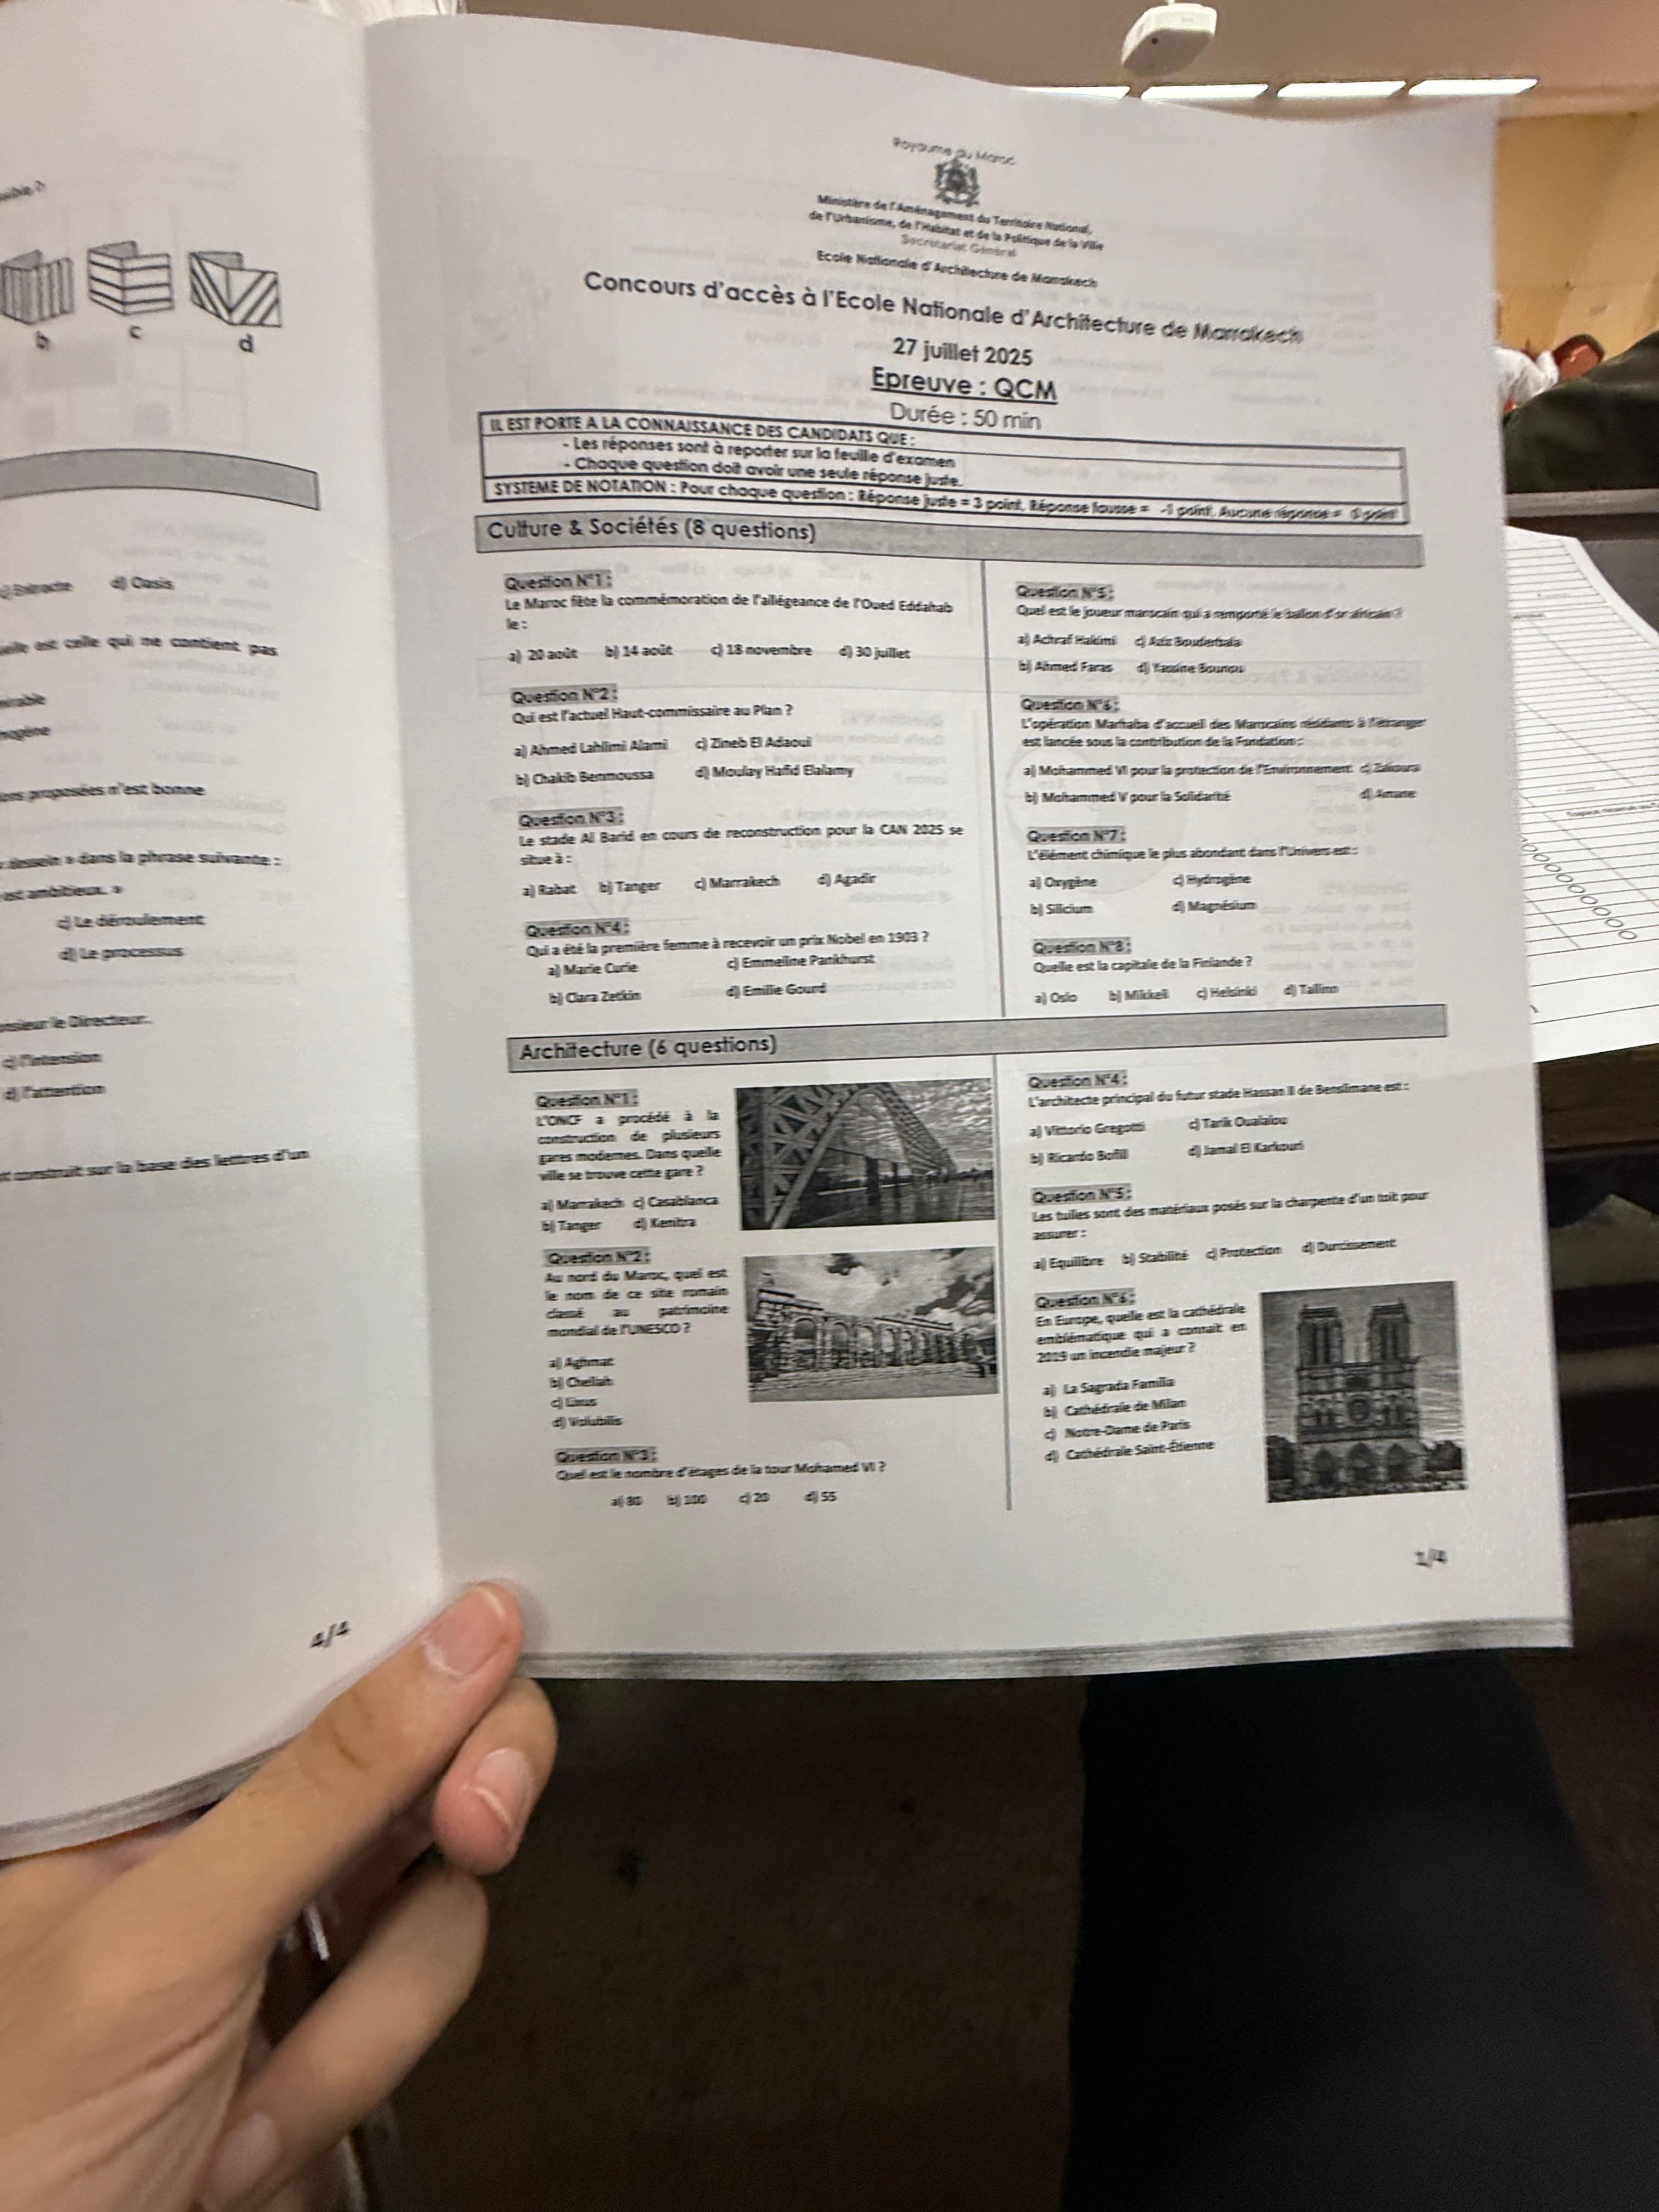 sible ?
b
c
d
d) Oasis
elle est celle qui ne contient pas
ons proposées n'est bonne
« dessein » dans la phrase suivante :
est ambitieux. »
c) Le déroulement
d) Le processus
nsieur le Directeur.
c) l'intension
d) l'attention
t construit sur la base des lettres d'un
4/4
Royaume du Maroc
Ministère de l'Aménagement du Territoire National,
de l'Urbanisme, de l'Habitat et de la Politique de la Ville
Secrétariat Général
Ecole Nationale d'Architecture de Marrakech
Concours d'accès à l'Ecole Nationale d'Architecture de Marrakech
27 juillet 2025
Epreuve : QCM
Durée : 50 min
IL EST PORTE A LA CONNAISSANCE DES CANDIDATS QUE :
- Les réponses sont à reporter sur la feuille d'examen
- Chaque question doit avoir une seule réponse juste.
SYSTEME DE NOTATION : Pour chaque question : Réponse juste = 3 point, Réponse fausse = -1 point, Aucune réponse = 0 point
Culture & Sociétés (8 questions)
Question N°1 :
Le Maroc fête la commémoration de l'allégeance de l'Oued Eddahab
le :
a) 20 août b) 14 août c) 18 novembre d) 30 juillet
Question N°2 :
Qui est l'actuel Haut-commissaire au Plan ?
a) Ahmed Lahlimi Alami c) Zineb El Adaoui
b) Chakib Benmoussa d) Moulay Hafid Elalamy
Question N°3 :
Le stade Al Barid en cours de reconstruction pour la CAN 2025 se
situe à :
a) Rabat b) Tanger c) Marrakech d) Agadir
Question N°4 :
Qui a été la première femme à recevoir un prix Nobel en 1903 ?
a) Marie Curie c) Emmeline Pankhurst
b) Clara Zetkin d) Emilie Gourd
Question N°5 :
Quel est le joueur marocain qui a remporté le ballon d'or africain ?
a) Achraf Hakimi c) Aziz Bouderbala
b) Ahmed Faras d) Yassine Bounou
Question N°6 :
L'opération Marhaba d'accueil des Marocains résidants à l'étranger
est lancée sous la contribution de la Fondation :
a) Mohammed VI pour la protection de l'Environnement c) Zakoura
b) Mohammed V pour la Solidarité d) Amane
Question N°7 :
L'élément chimique le plus abondant dans l'Univers est :
a) Oxygène c) Hydrogène
b) Silicium d) Magnésium
Question N°8 :
Quelle est la capitale de la Finlande ?
a) Oslo b) Mikkeli c) Helsinki d) Tallinn
Architecture (6 questions)
Question N°1 :
L'ONCF a procédé à la
construction de plusieurs
gares modernes. Dans quelle
ville se trouve cette gare ?
a) Marrakech c) Casablanca
b) Tanger d) Kenitra
Question N°2 :
Au nord du Maroc, quel est
le nom de ce site romain
classé au patrimoine
mondial de l'UNESCO ?
a) Aghmat
b) Chellah
c) Lixus
d) Volubilis
Question N°3 :
Quel est le nombre d'étages de la tour Mohamed VI ?
a) 80 b) 100 c) 20 d) 55
Question N°4 :
L'architecte principal du futur stade Hassan II de Benslimane est :
a) Vittorio Gregotti c) Tarik Oualalou
b) Ricardo Bofill d) Jamal El Karkouri
Question N°5 :
Les tuiles sont des matériaux posés sur la charpente d'un toit pour
assurer :
a) Equilibre b) Stabilité c) Protection d) Durcissement
Question N°6 :
En Europe, quelle est la cathédrale
emblématique qui a connait en
2019 un incendie majeur ?
a) La Sagrada Familia
b) Cathédrale de Milan
c) Notre-Dame de Paris
d) Cathédrale Saint-Étienne
1/4